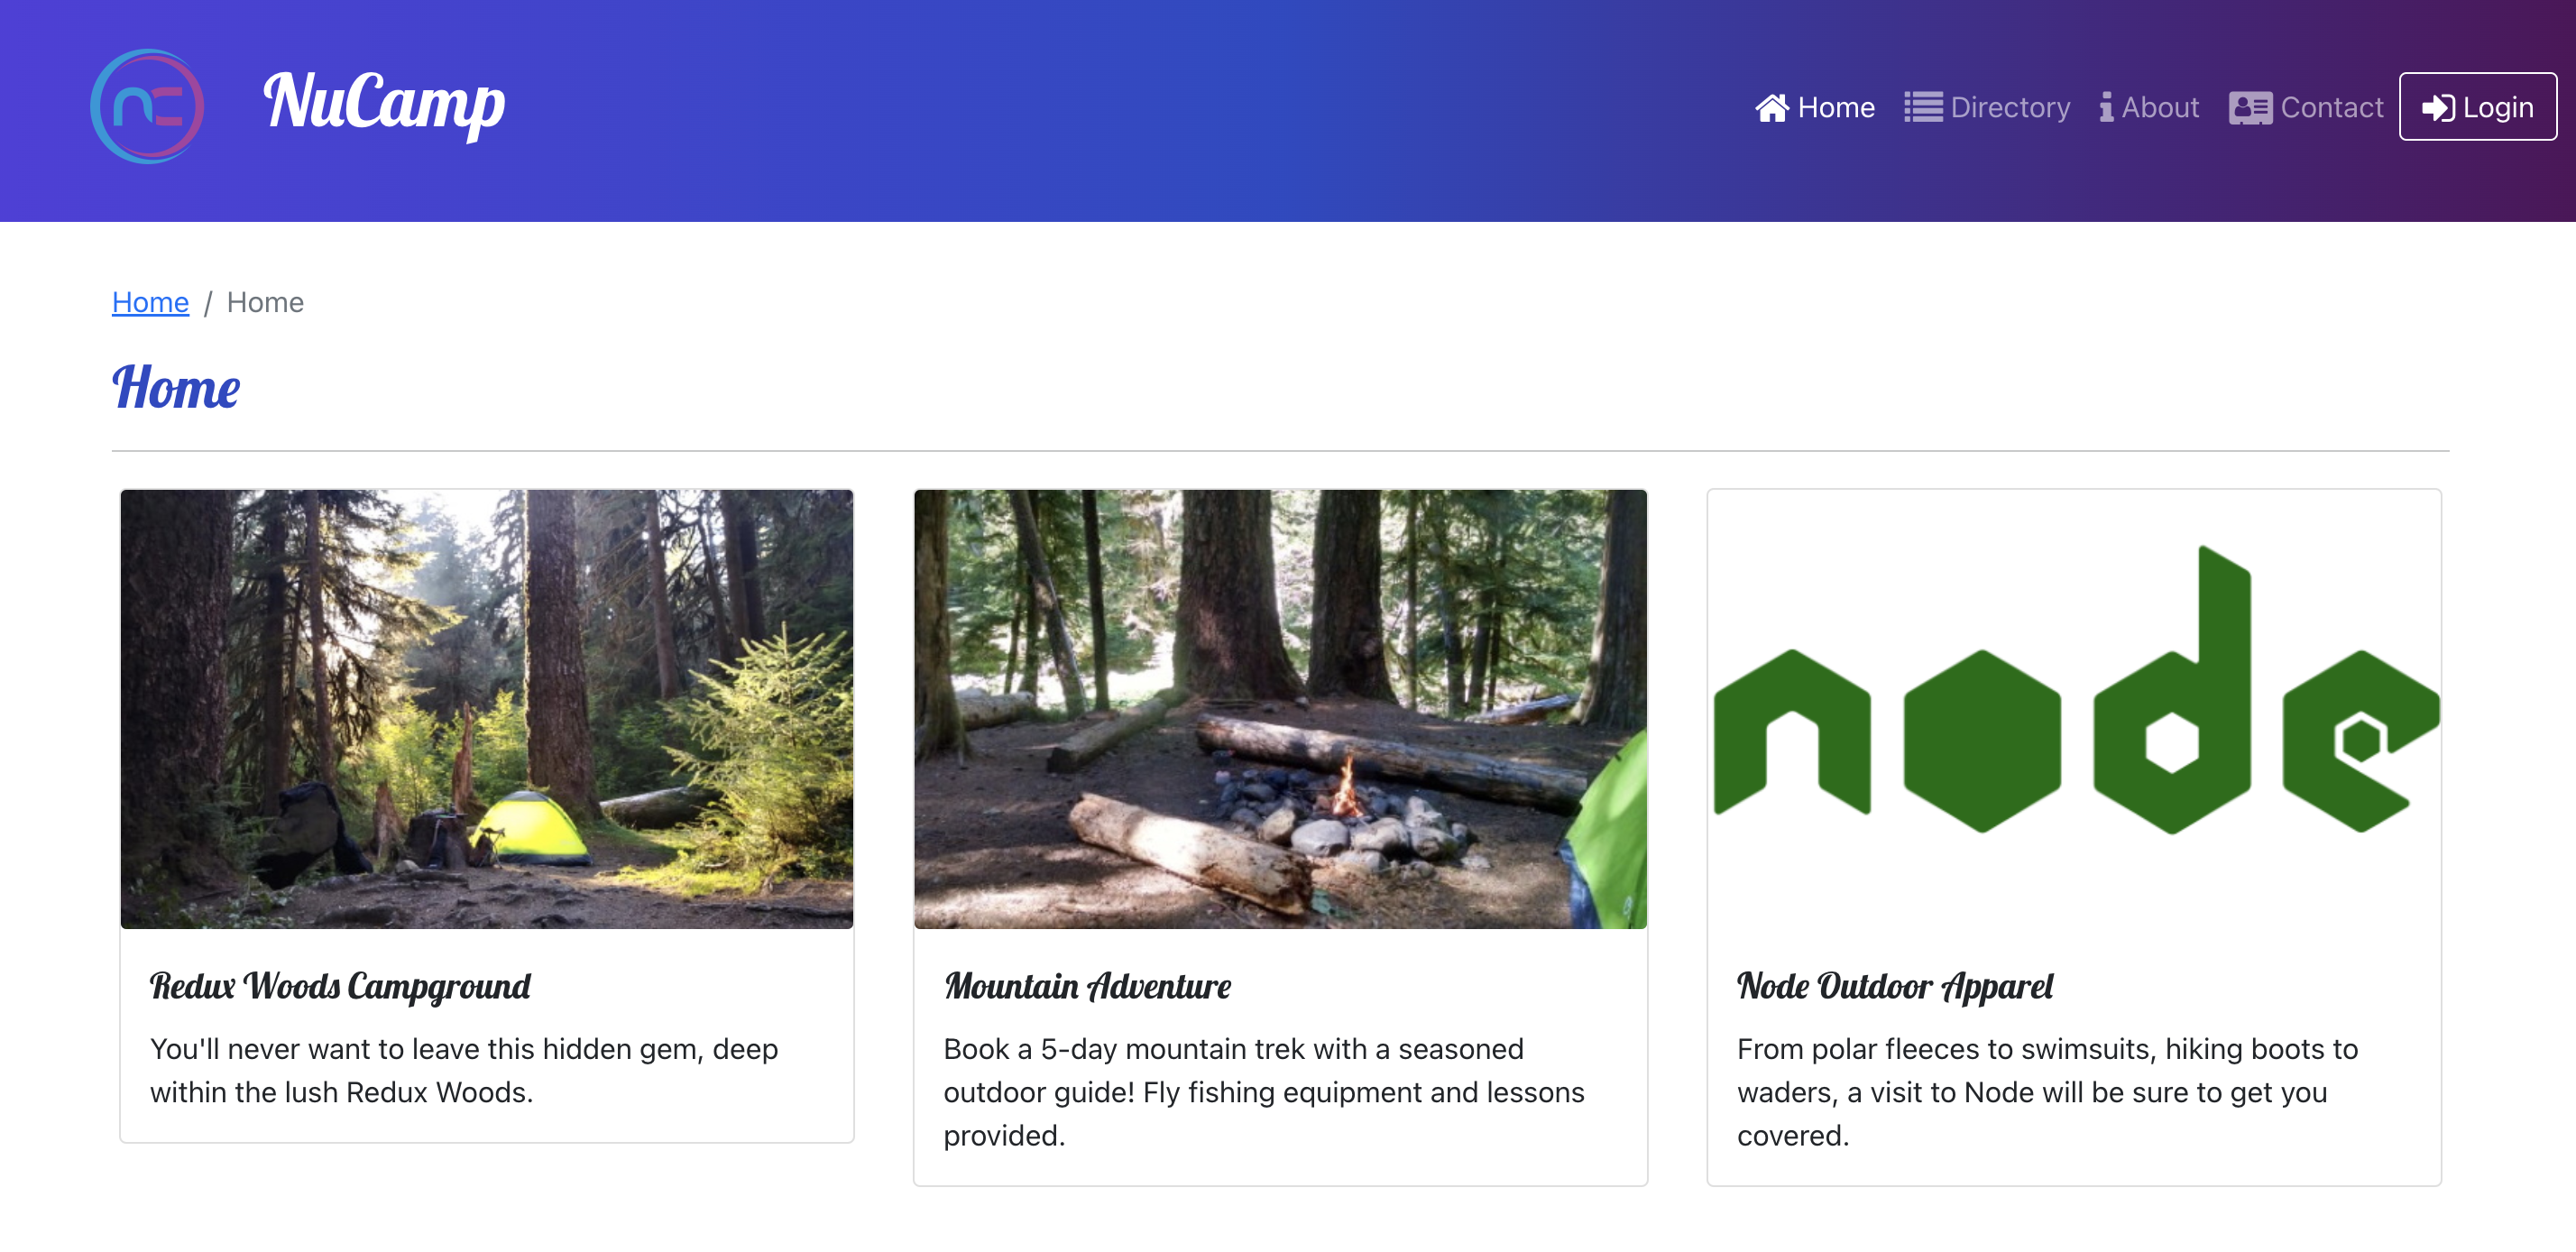 nc
NuCamp
Home Directory About Contact Login
Home / Home
Home
node
Redux Woods Campground
You'll never want to leave this hidden gem, deep
within the lush Redux Woods.
Mountain Adventure
Book a 5-day mountain trek with a seasoned
outdoor guide! Fly fishing equipment and lessons
provided.
Node Outdoor Apparel
From polar fleeces to swimsuits, hiking boots to
waders, a visit to Node will be sure to get you
covered.